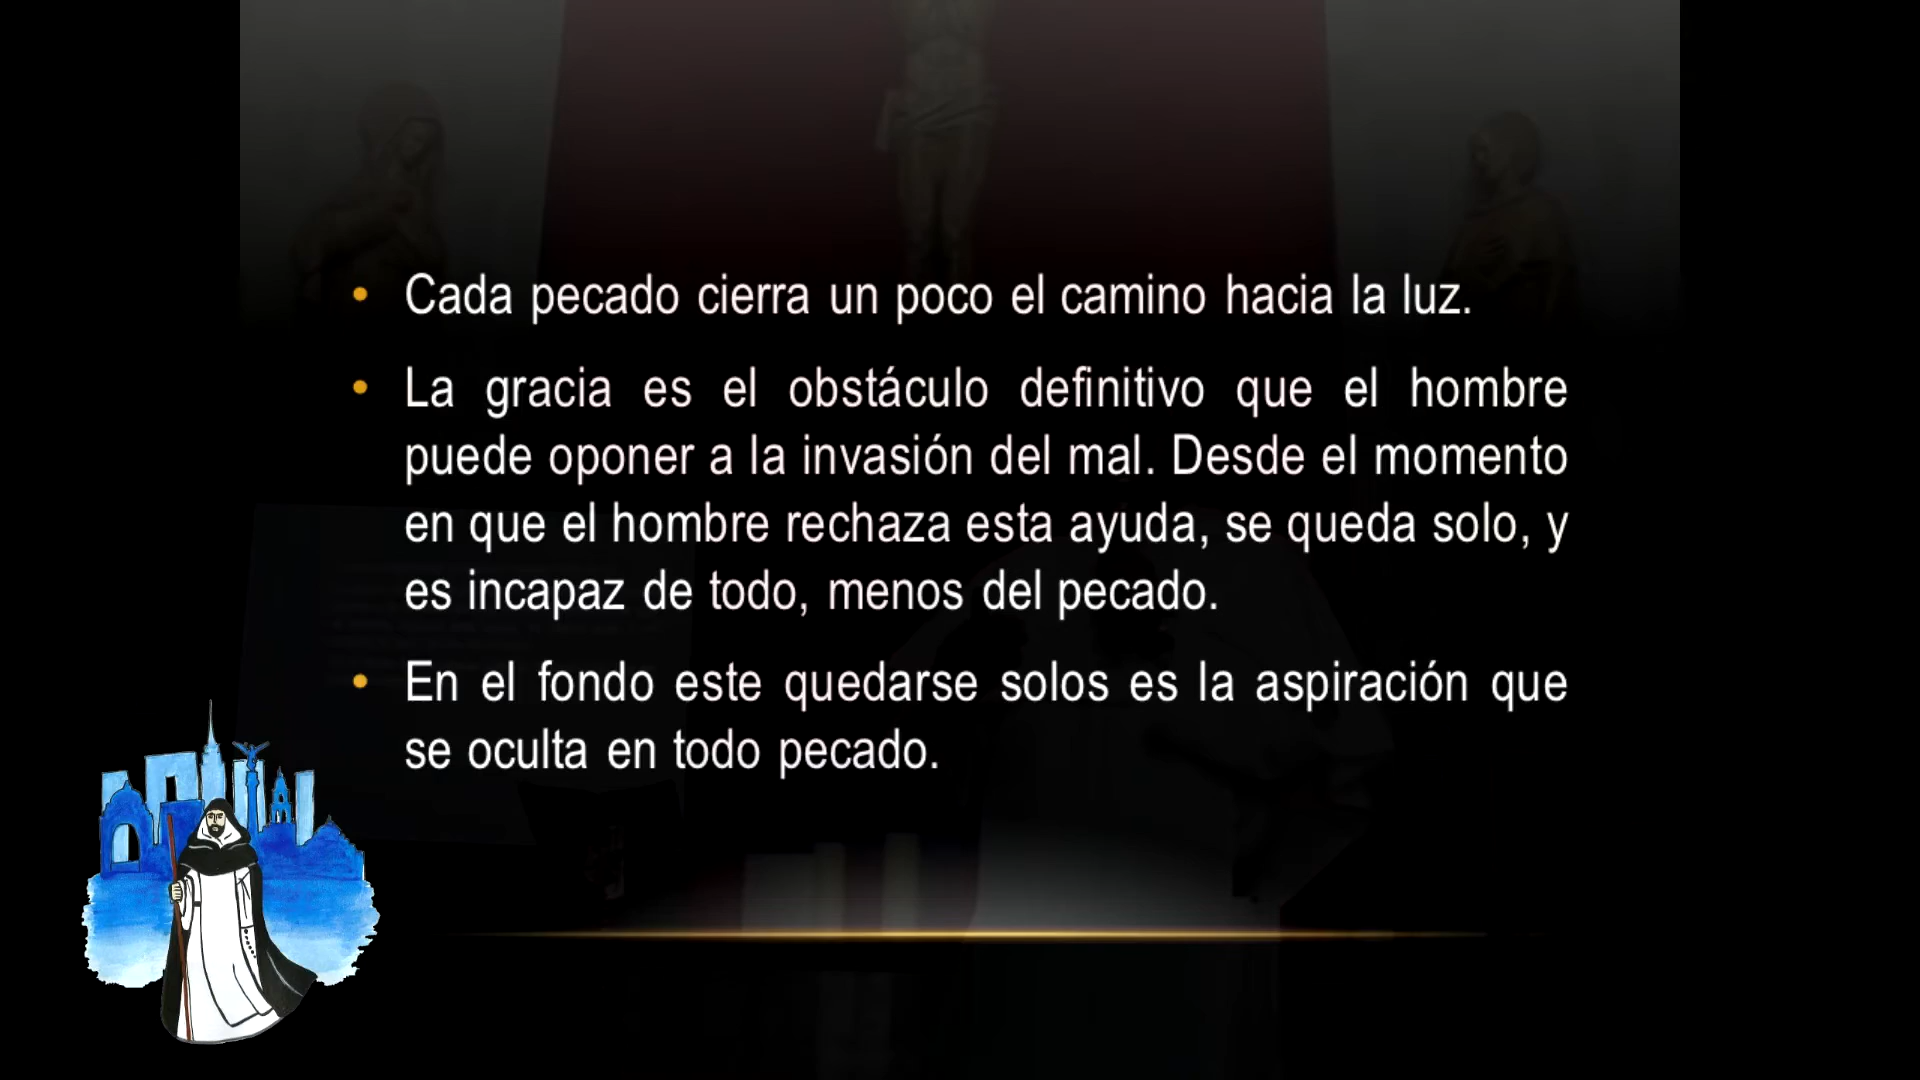 • Cada pecado cierra un poco el camino hacia la luz.
• La gracia es el obstáculo definitivo que el hombre
puede oponer a la invasión del mal. Desde el momento
en que el hombre rechaza esta ayuda, se queda solo, y
es incapaz de todo, menos del pecado.
• En el fondo este quedarse solos es la aspiración que
se oculta en todo pecado.